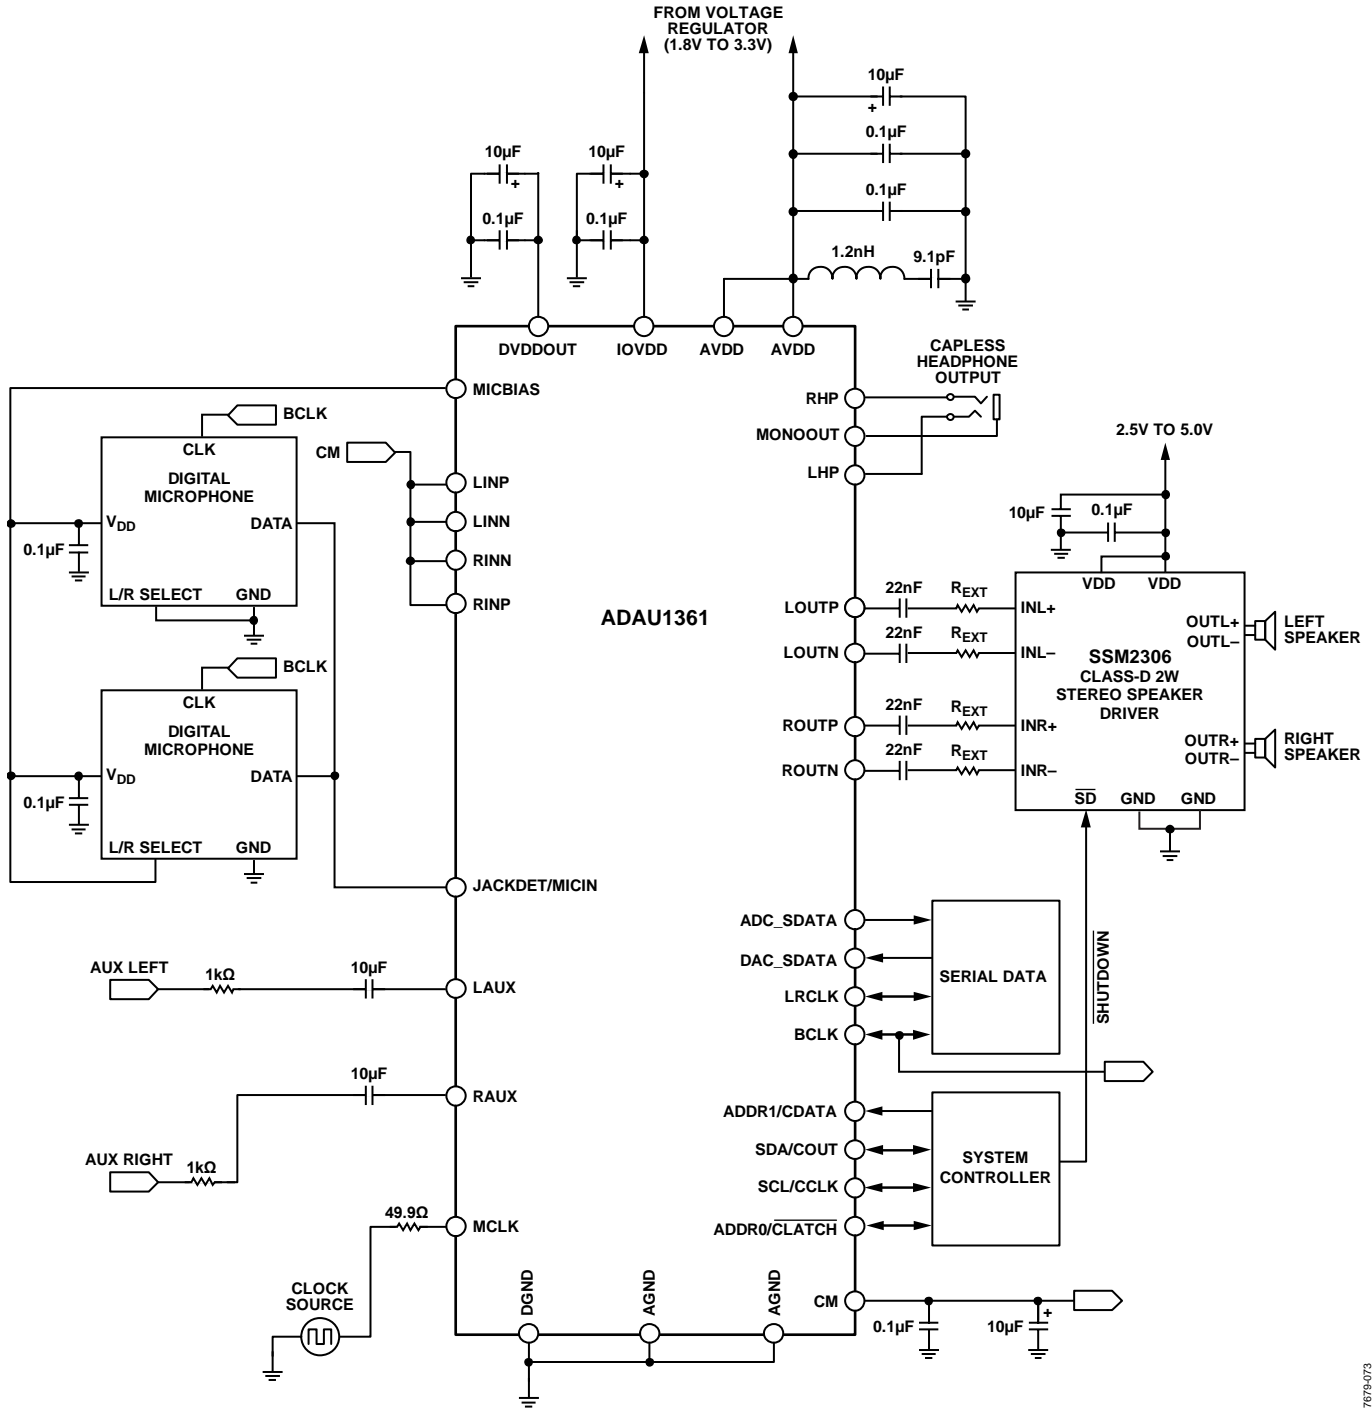 FROM VOLTAGE
REGULATOR
(1.8V TO 3.3V)
10µF
+
0.1µF
0.1µF
1.2nH
9.1pF
10µF
+
0.1µF
10µF
+
0.1µF
DVDDOUT
IOVDD
AVDD
AVDD
CAPLESS
HEADPHONE
OUTPUT
MICBIAS
RHP
MONOOUT
LHP
BCLK
CLK
DIGITAL
MICROPHONE
VDD
DATA
0.1µF
L/R SELECT
GND
CM
LINP
LINN
RINN
RINP
ADAU1361
2.5V TO 5.0V
10µF
0.1µF
VDD
VDD
LOUTP
22nF
REXT
INL+
LOUTN
22nF
REXT
INL–
ROUTP
22nF
REXT
INR+
ROUTN
22nF
REXT
INR–
SSM2306
CLASS-D 2W
STEREO SPEAKER
DRIVER
OUTL+
OUTL–
LEFT
SPEAKER
OUTR+
OUTR–
RIGHT
SPEAKER
SD
GND
GND
BCLK
CLK
DIGITAL
MICROPHONE
VDD
DATA
0.1µF
L/R SELECT
GND
JACKDET/MICIN
ADC_SDATA
DAC_SDATA
LRCLK
BCLK
SERIAL DATA
SHUTDOWN
AUX LEFT
1kΩ
10µF
LAUX
10µF
RAUX
AUX RIGHT
1kΩ
ADDR1/CDATA
SDA/COUT
SCL/CCLK
ADDR0/CLATCH
SYSTEM
CONTROLLER
49.9Ω
MCLK
CLOCK
SOURCE
DGND
AGND
AGND
CM
0.1µF
10µF
+
7679-073